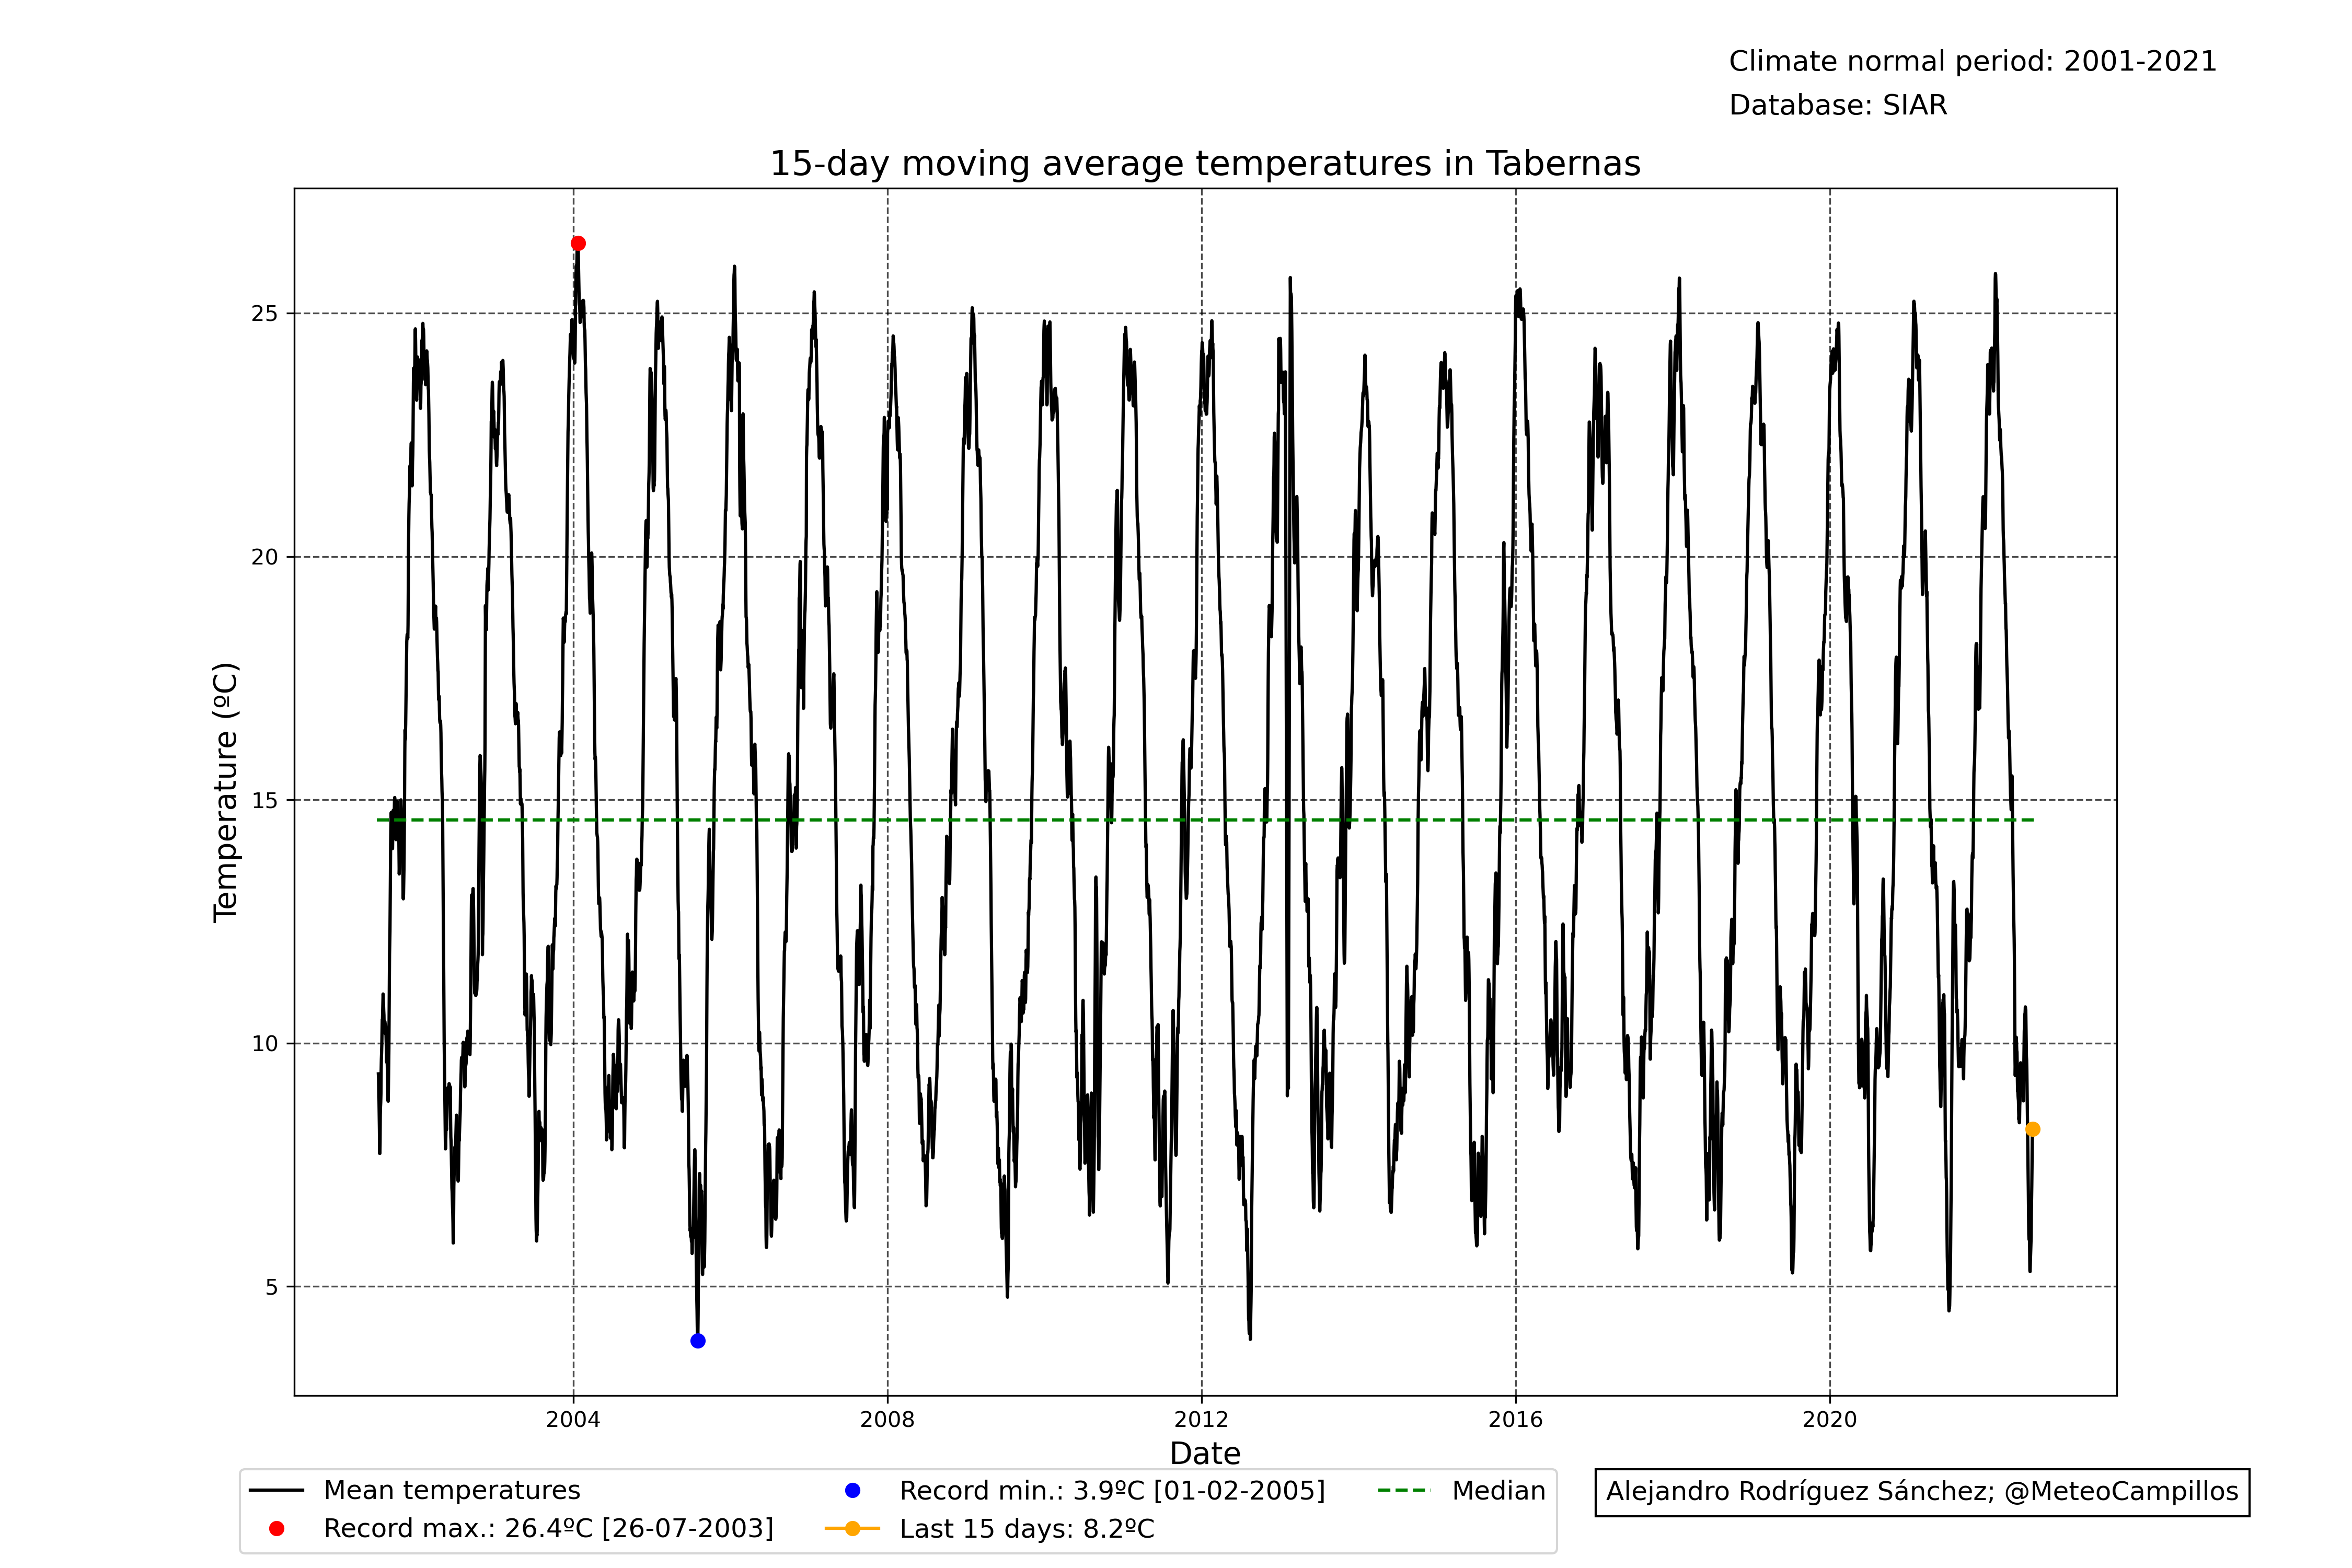 Climate normal period: 2001-2021
Database: SIAR
15-day moving average temperatures in Tabernas
25
20
15
10
5
Temperature (ºC)
2004 2008 2012 2016 2020
Date
Mean temperatures
Record max.: 26.4ºC [26-07-2003]
Record min.: 3.9ºC [01-02-2005]
Last 15 days: 8.2ºC
Median
Alejandro Rodríguez Sánchez; @MeteoCampillos